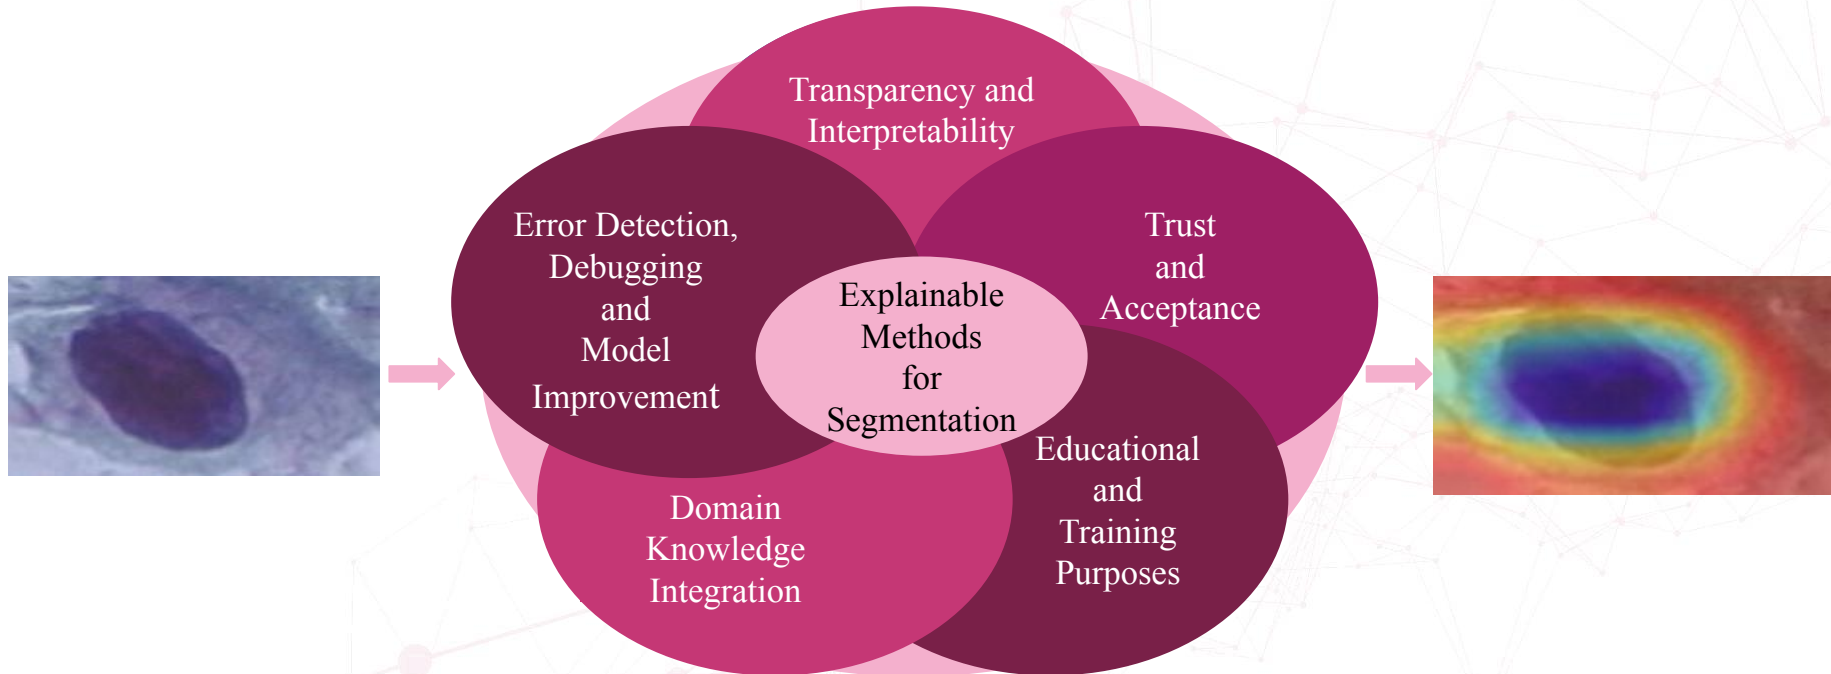 Transparency and
Interpretability
Error Detection,
Debugging
and
Model
Improvement
Trust
and
Acceptance
Explainable
Methods
for
Segmentation
Educational
and
Training
Purposes
Domain
Knowledge
Integration